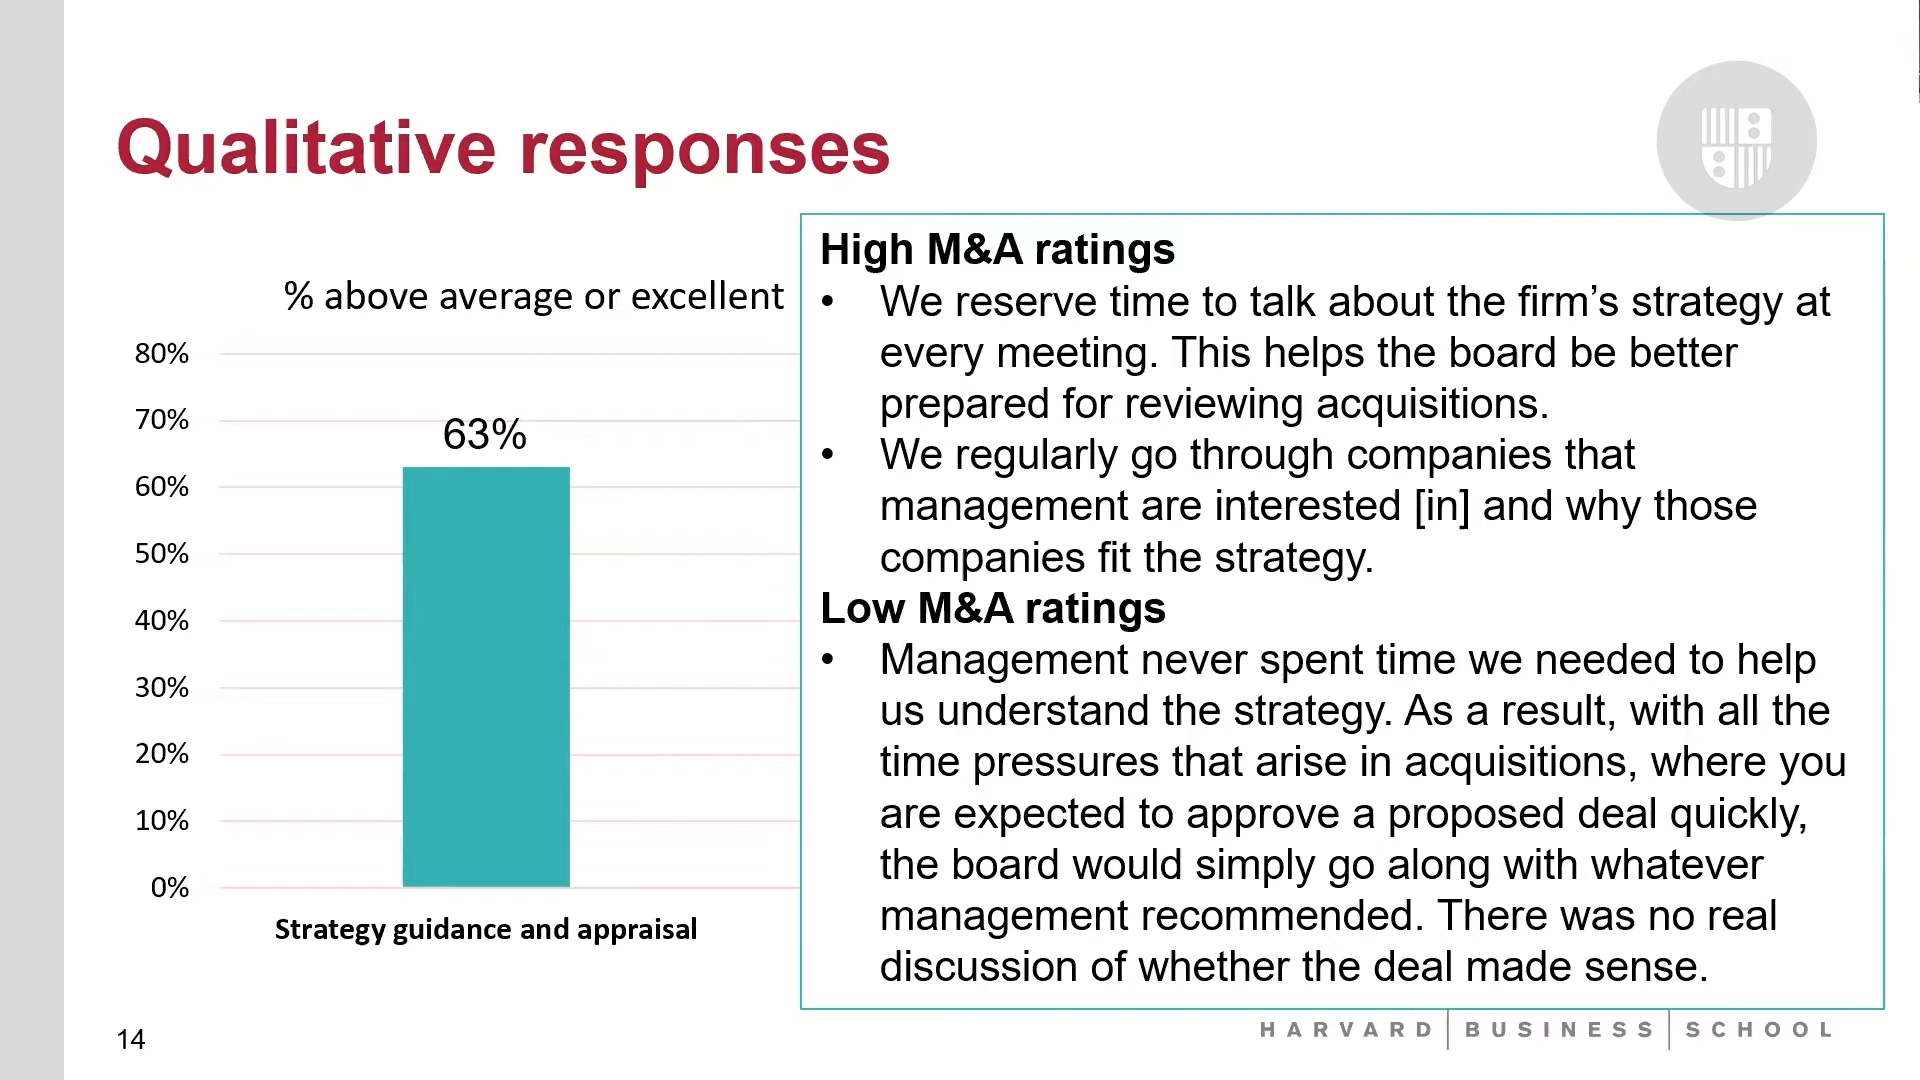 Qualitative responses
% above average or excellent
80%
70%
60%
50%
40%
30%
20%
10%
0%
63%
Strategy guidance and appraisal
High M&A ratings
• We reserve time to talk about the firm’s strategy at
every meeting. This helps the board be better
prepared for reviewing acquisitions.
• We regularly go through companies that
management are interested [in] and why those
companies fit the strategy.
Low M&A ratings
• Management never spent time we needed to help
us understand the strategy. As a result, with all the
time pressures that arise in acquisitions, where you
are expected to approve a proposed deal quickly,
the board would simply go along with whatever
management recommended. There was no real
discussion of whether the deal made sense.
14
HARVARD | BUSINESS | SCHOOL